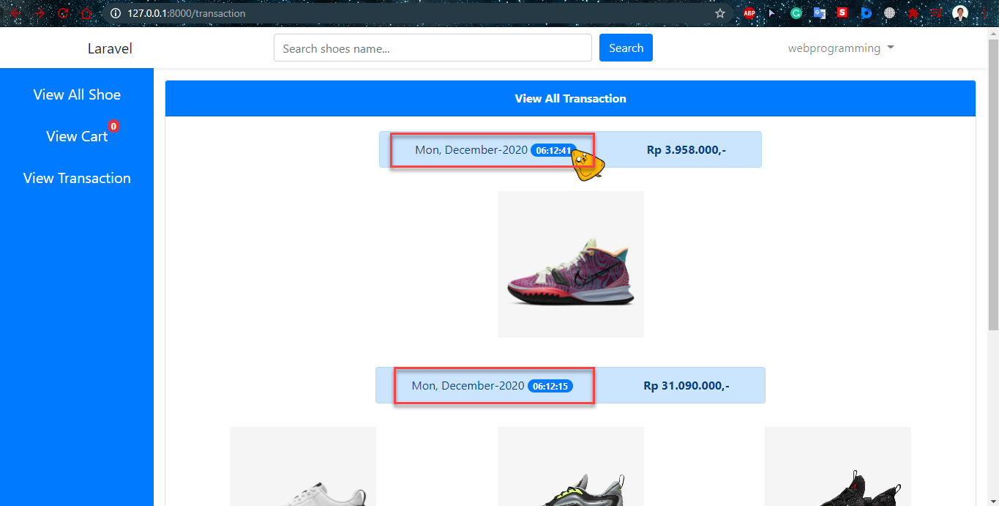 127.0.0.1:8000/transaction
ABP
G
S
Laravel
Search shoes name...
Search
webprogramming
View All Shoe
View Cart 0
View Transaction
View All Transaction
Mon, December-2020 06:12:41
Rp 3.958.000,-
Mon, December-2020 06:12:15
Rp 31.090.000,-